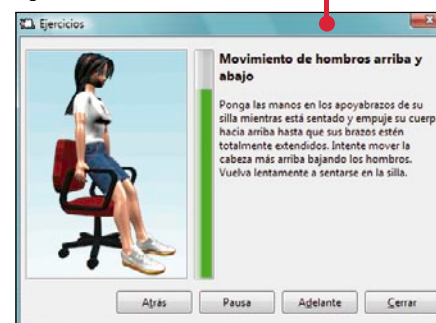 Ejercicios
Movimiento de hombros arriba y
abajo
Ponga las manos en los apoyabrazos de su
silla mientras está sentado y empuje su cuerp
hacia arriba hasta que sus brazos estén
totalmente extendidos. Intente mover la
cabeza más arriba bajando los hombros.
Vuelva lentamente a sentarse en la silla.
Atrás Pausa Adelante Cerrar